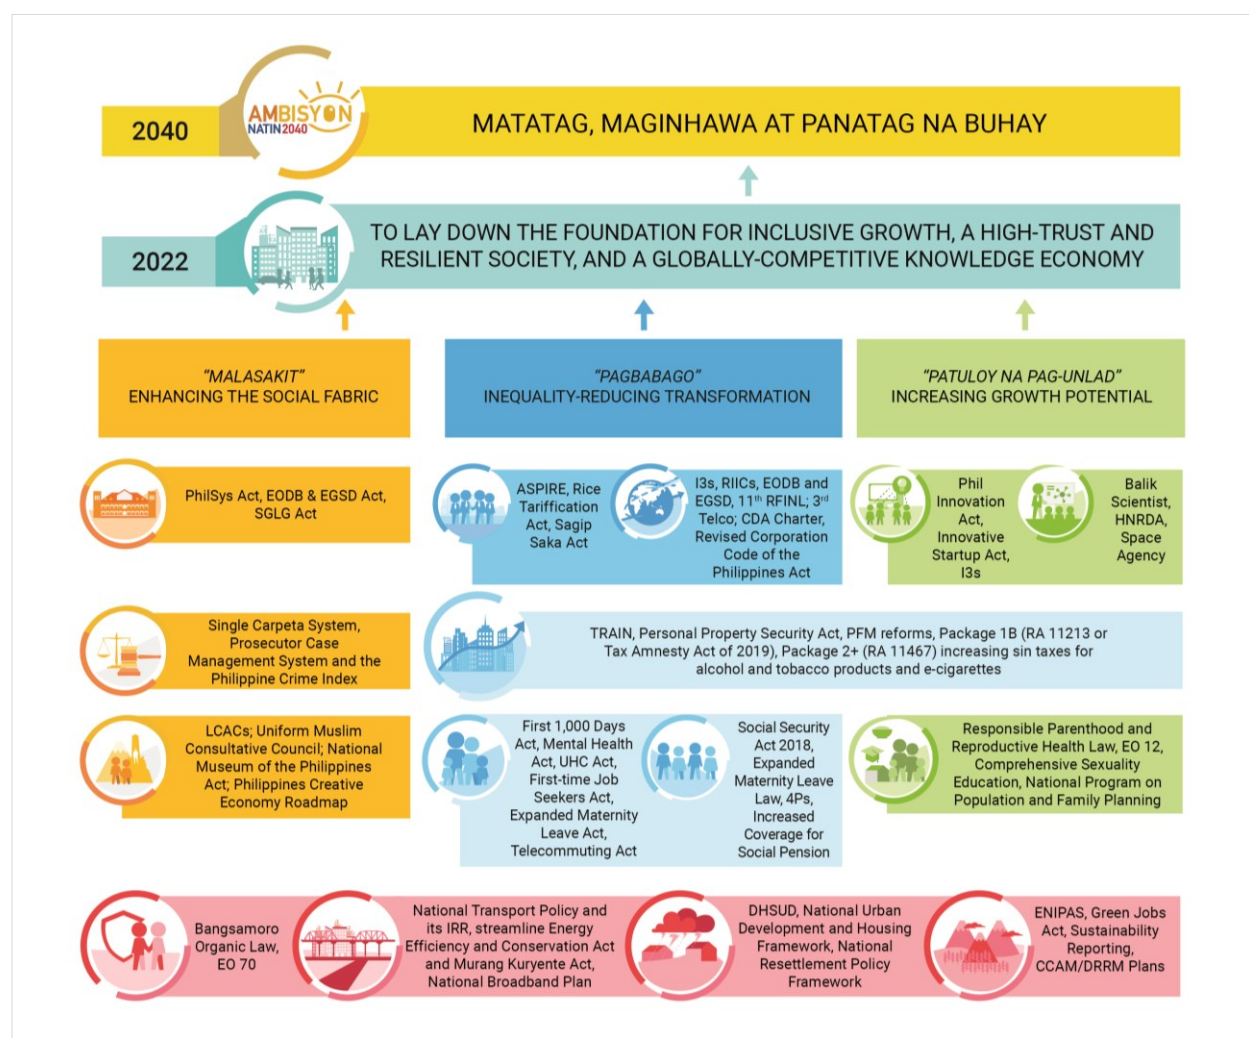 2040
AMBISYON
NATIN2040
MATATAG, MAGINHAWA AT PANATAG NA BUHAY
2022
TO LAY DOWN THE FOUNDATION FOR INCLUSIVE GROWTH, A HIGH-TRUST AND
RESILIENT SOCIETY, AND A GLOBALLY-COMPETITIVE KNOWLEDGE ECONOMY
“MALASAKIT”
ENHANCING THE SOCIAL FABRIC
“PAGBABAGO”
INEQUALITY-REDUCING TRANSFORMATION
“PATULOY NA PAG-UNLAD”
INCREASING GROWTH POTENTIAL
PhilSys Act, EODB & EGSD Act,
SGLG Act
ASPIRE, Rice
Tariffication
Act, Sagip
Saka Act
I3s, RIICs, EODB and
EGSD, 11th RFINL; 3rd
Telco; CDA Charter,
Revised Corporation
Code of the
Philippines Act
Phil
Innovation
Act,
Innovative
Startup Act,
I3s
Balik
Scientist,
HNRDA,
Space
Agency
Single Carpeta System,
Prosecutor Case
Management System and the
Philippine Crime Index
TRAIN, Personal Property Security Act, PFM reforms, Package 1B (RA 11213 or
Tax Amnesty Act of 2019), Package 2+ (RA 11467) increasing sin taxes for
alcohol and tobacco products and e-cigarettes
LCACs; Uniform Muslim
Consultative Council; National
Museum of the Philippines
Act; Philippines Creative
Economy Roadmap
First 1,000 Days
Act, Mental Health
Act, UHC Act,
First-time Job
Seekers Act,
Expanded Maternity
Leave Act,
Telecommuting Act
Social Security
Act 2018,
Expanded
Maternity Leave
Law, 4Ps,
Increased
Coverage for
Social Pension
Responsible Parenthood and
Reproductive Health Law, EO 12,
Comprehensive Sexuality
Education, National Program on
Population and Family Planning
Bangsamoro
Organic Law,
EO 70
National Transport Policy and
its IRR, streamline Energy
Efficiency and Conservation Act
and Murang Kuryente Act,
National Broadband Plan
DHSUD, National Urban
Development and Housing
Framework, National
Resettlement Policy
Framework
ENIPAS, Green Jobs
Act, Sustainability
Reporting,
CCAM/DRRM Plans